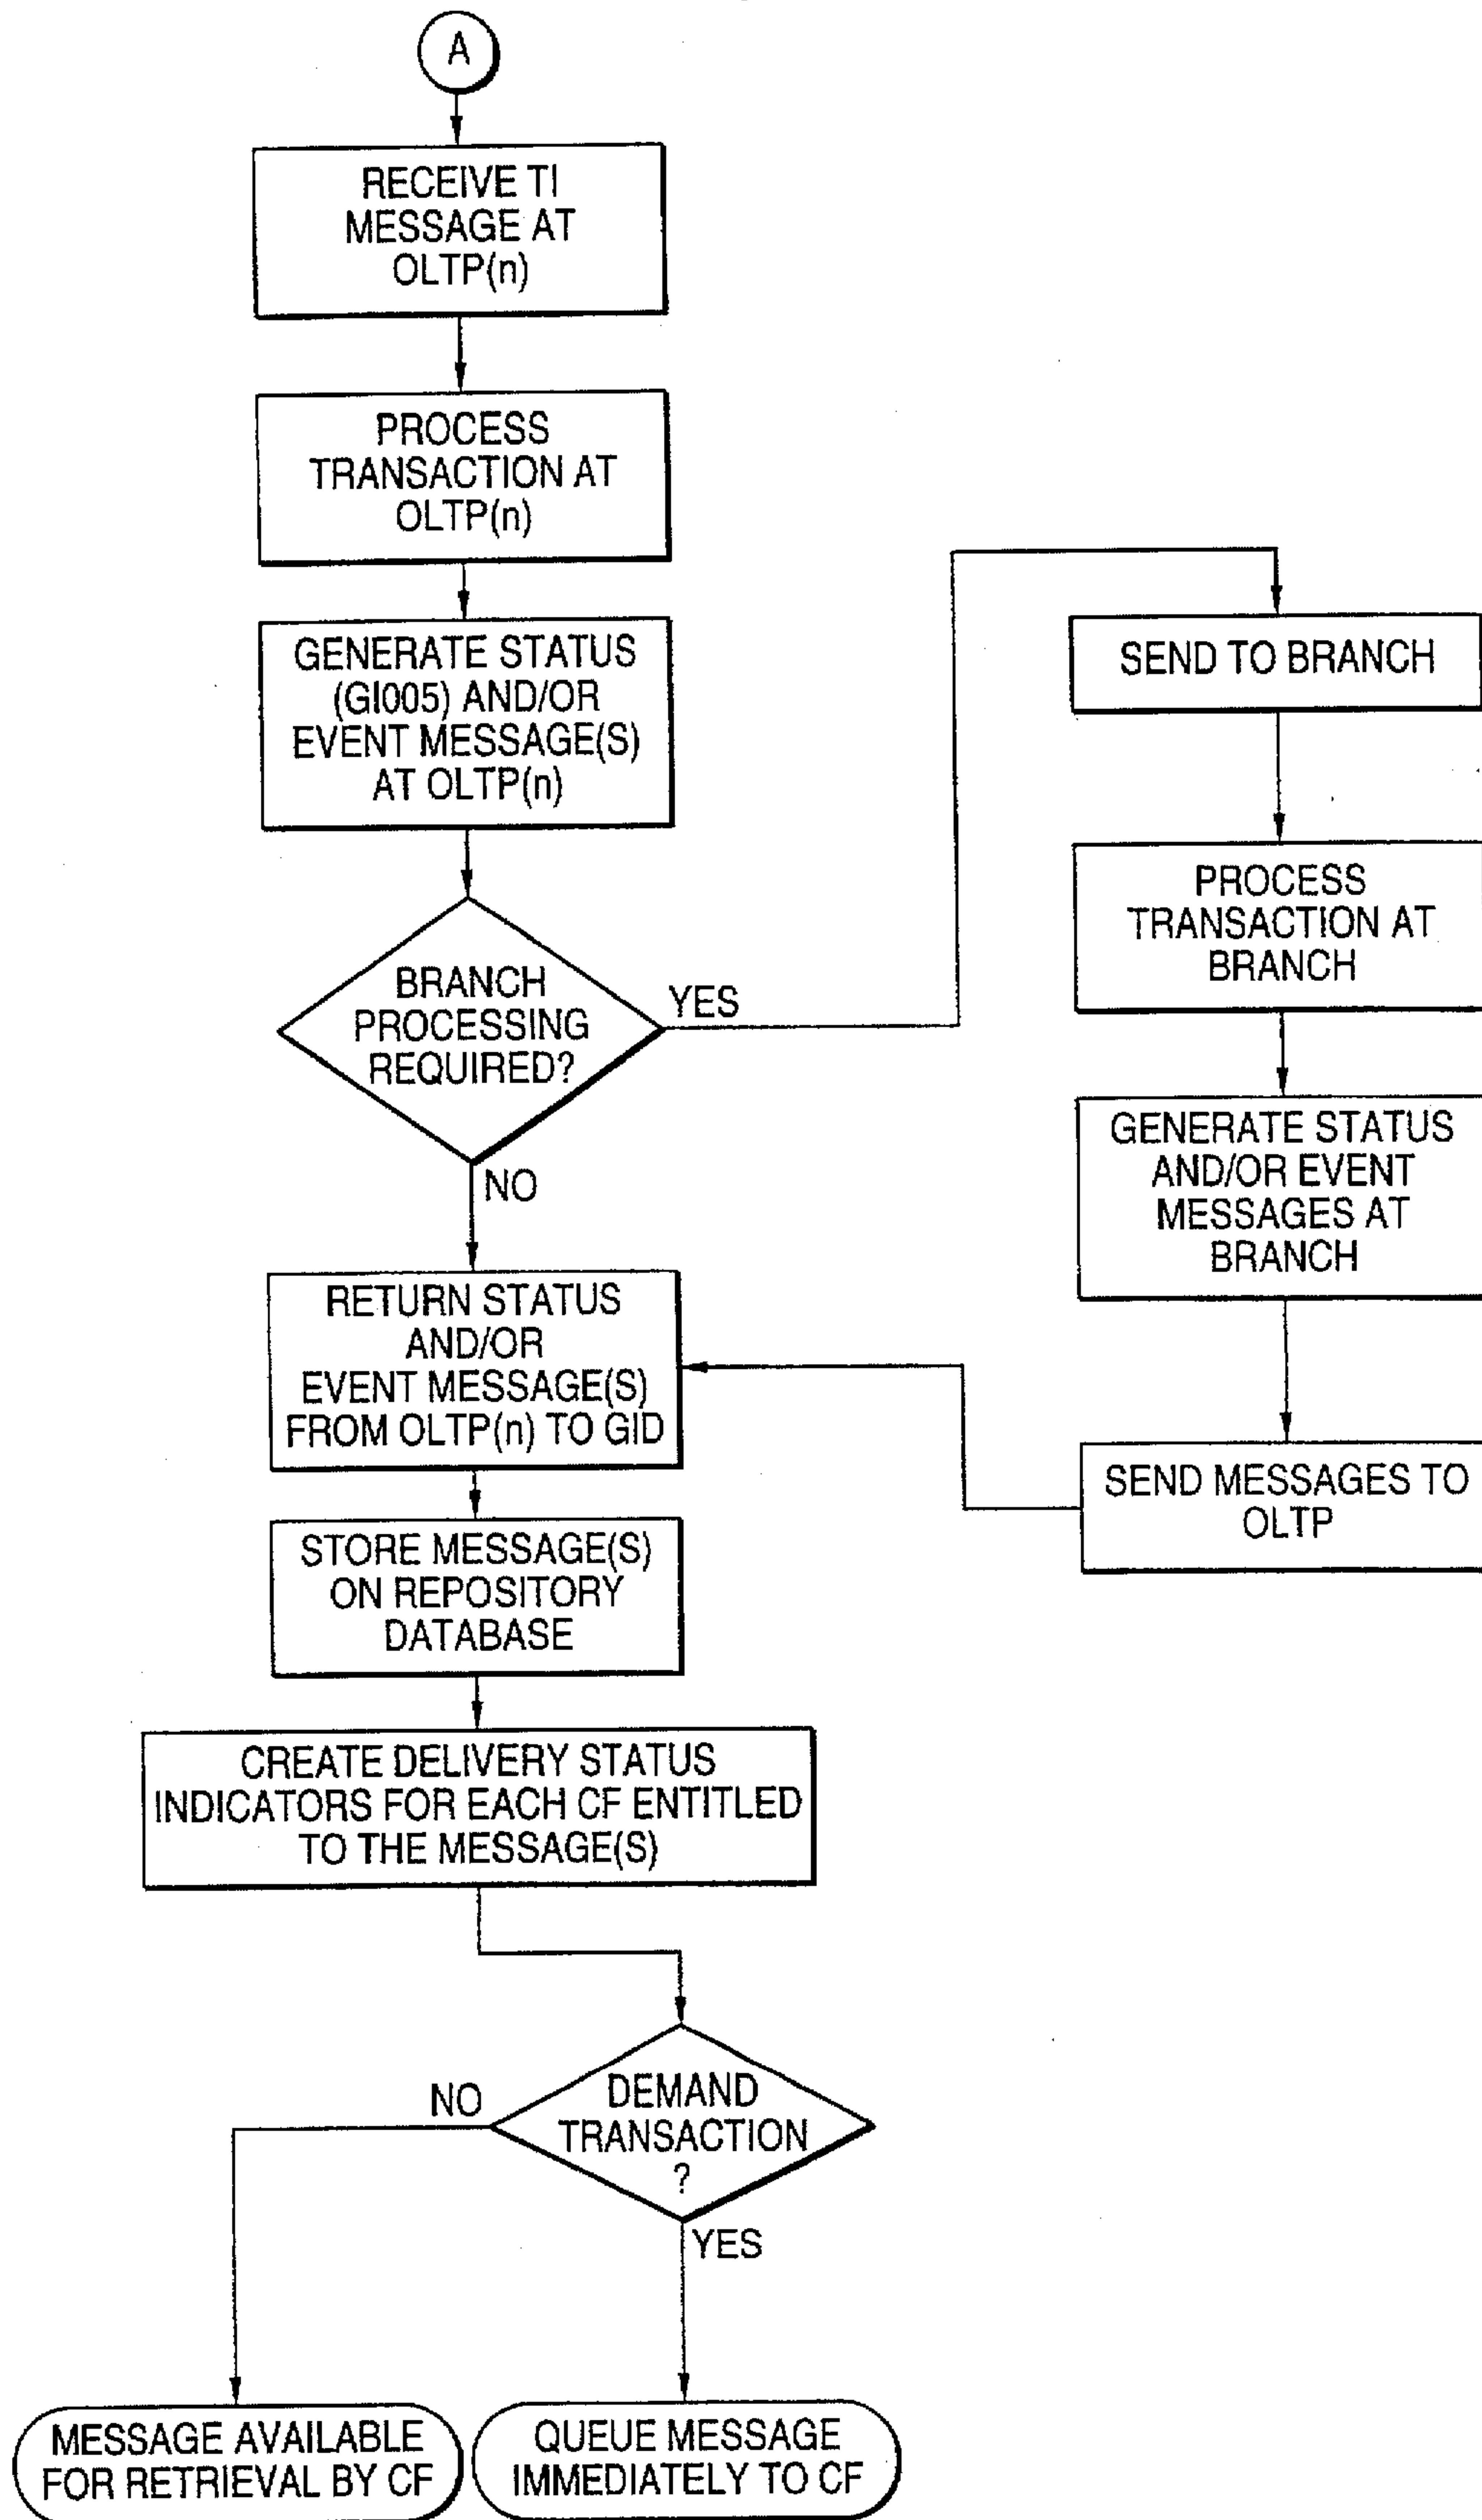 A
RECEIVE TI
MESSAGE AT
OLTP(n)
PROCESS
TRANSACTION AT
OLTP(n)
GENERATE STATUS
(GI005) AND/OR
EVENT MESSAGE(S)
AT OLTP(n)
BRANCH
PROCESSING
REQUIRED?
YES
NO
SEND TO BRANCH
PROCESS
TRANSACTION AT
BRANCH
GENERATE STATUS
AND/OR EVENT
MESSAGES AT
BRANCH
SEND MESSAGES TO
OLTP
RETURN STATUS
AND/OR
EVENT MESSAGE(S)
FROM OLTP(n) TO GID
STORE MESSAGE(S)
ON REPOSITORY
DATABASE
CREATE DELIVERY STATUS
INDICATORS FOR EACH CF ENTITLED
TO THE MESSAGE(S)
DEMAND
TRANSACTION
?
NO
YES
MESSAGE AVAILABLE
FOR RETRIEVAL BY CF
QUEUE MESSAGE
IMMEDIATELY TO CF